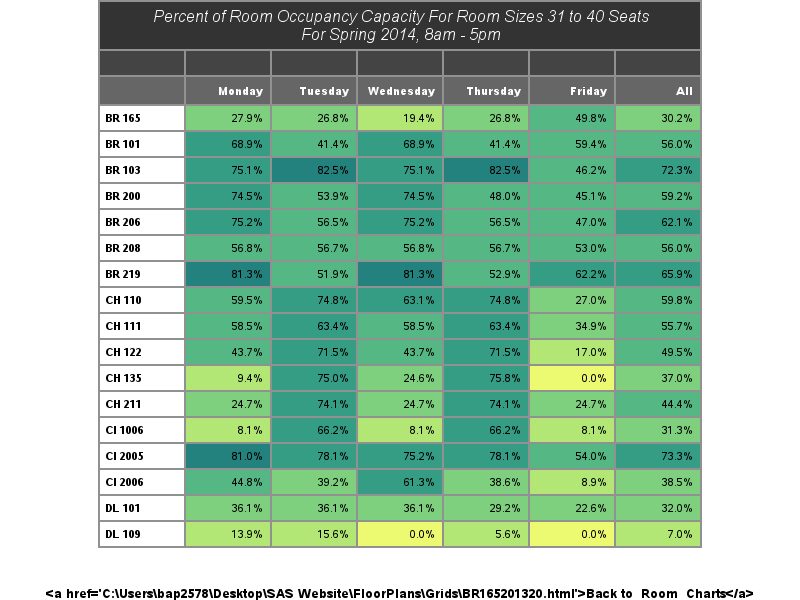 Percent of Room Occupancy Capacity For Room Sizes 31 to 40 Seats
For Spring 2014, 8am - 5pm
Monday Tuesday Wednesday Thursday Friday All
BR 165 27.9% 26.8% 19.4% 26.8% 49.8% 30.2%
BR 101 68.9% 41.4% 68.9% 41.4% 59.4% 56.0%
BR 103 75.1% 82.5% 75.1% 82.5% 46.2% 72.3%
BR 200 74.5% 53.9% 74.5% 48.0% 45.1% 59.2%
BR 206 75.2% 56.5% 75.2% 56.5% 47.0% 62.1%
BR 208 56.8% 56.7% 56.8% 56.7% 53.0% 56.0%
BR 219 81.3% 51.9% 81.3% 52.9% 62.2% 65.9%
CH 110 59.5% 74.8% 63.1% 74.8% 27.0% 59.8%
CH 111 58.5% 63.4% 58.5% 63.4% 34.9% 55.7%
CH 122 43.7% 71.5% 43.7% 71.5% 17.0% 49.5%
CH 135 9.4% 75.0% 24.6% 75.8% 0.0% 37.0%
CH 211 24.7% 74.1% 24.7% 74.1% 24.7% 44.4%
CI 1006 8.1% 66.2% 8.1% 66.2% 8.1% 31.3%
CI 2005 81.0% 78.1% 75.2% 78.1% 54.0% 73.3%
CI 2006 44.8% 39.2% 61.3% 38.6% 8.9% 38.5%
DL 101 36.1% 36.1% 36.1% 29.2% 22.6% 32.0%
DL 109 13.9% 15.6% 0.0% 5.6% 0.0% 7.0%
<a href='C:\Users\bap2578\Desktop\SAS Website\FloorPlans\Grids\BR165201320.html'>Back to Room Charts</a>